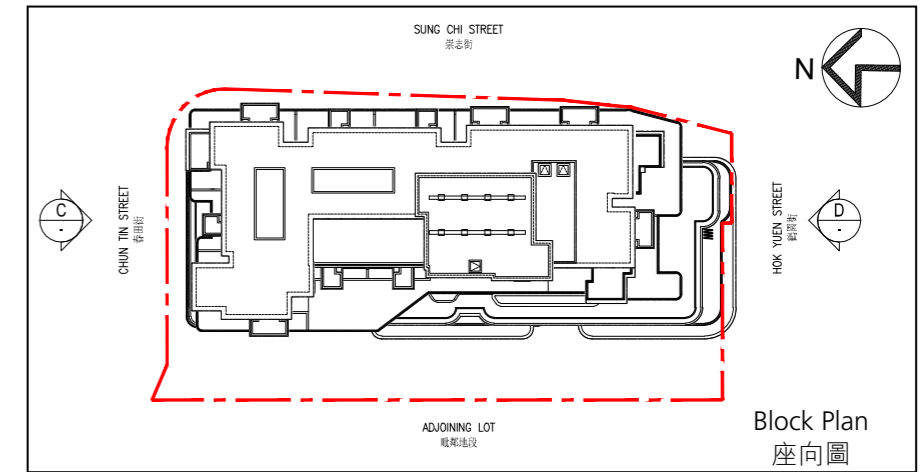 SUNG CHI STREET
崇志街
N
C
-
CHUN TIN STREET
春田街
D
-
HOK YUEN STREET
鶴園街
ADJOINING LOT
毗鄰地段
Block Plan
座向圖